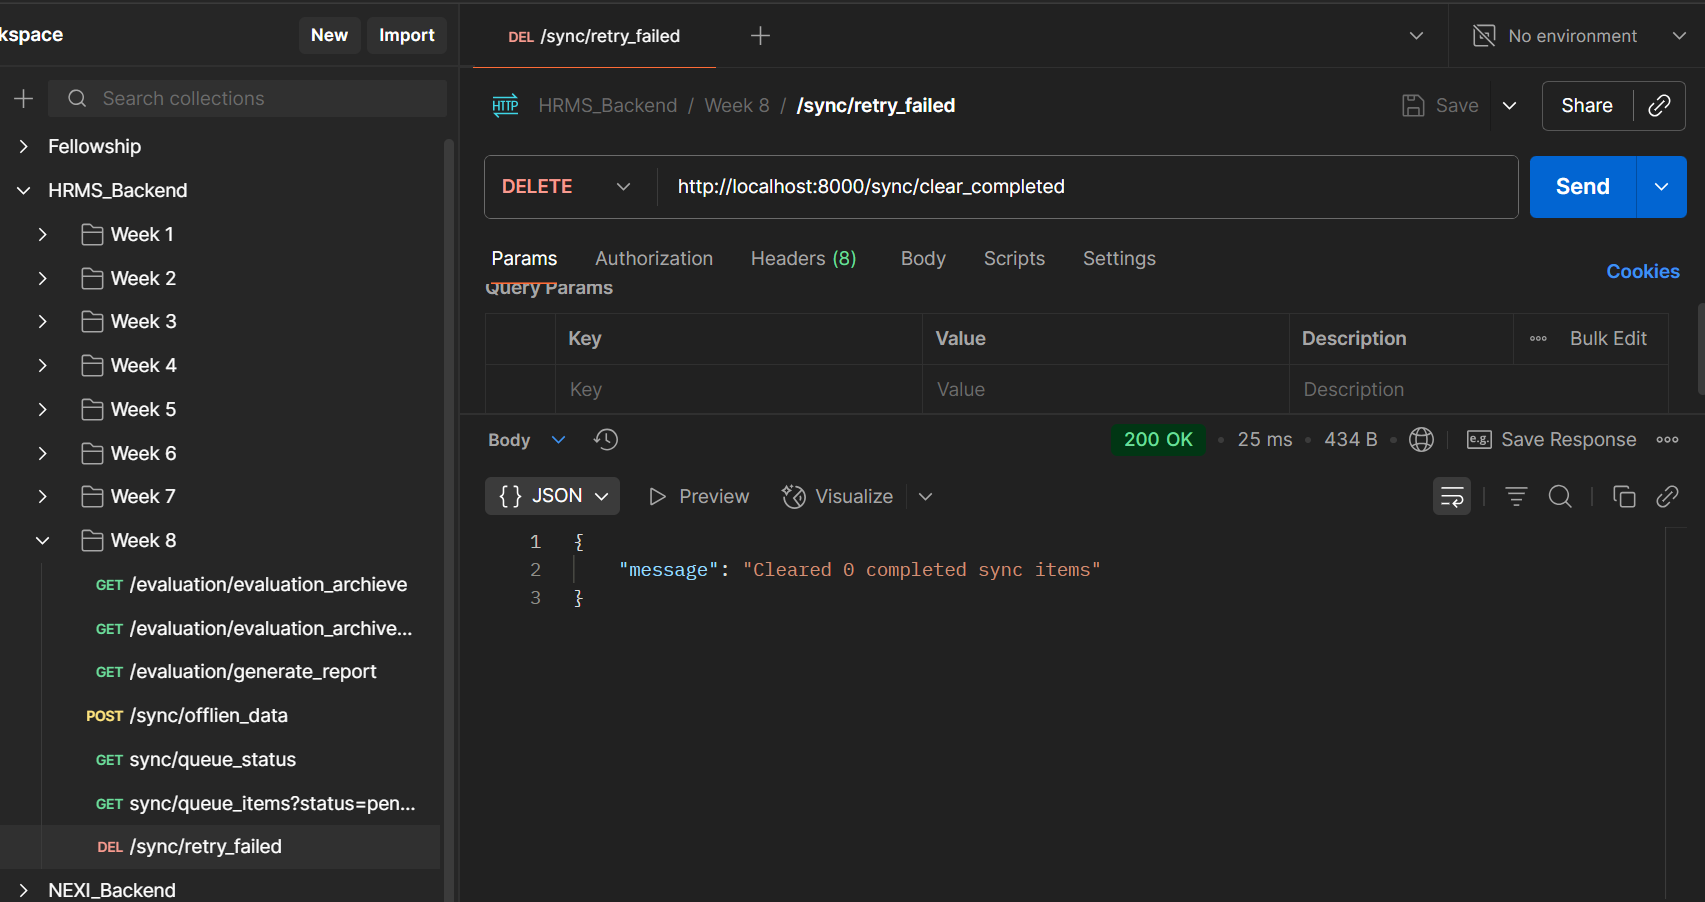 kspace
New
Import
Search collections
Fellowship
HRMS_Backend
Week 1
Week 2
Week 3
Week 4
Week 5
Week 6
Week 7
Week 8
GET /evaluation/evaluation_archieve
GET /evaluation/evaluation_archive...
GET /evaluation/generate_report
POST /sync/offlien_data
GET sync/queue_status
GET sync/queue_items?status=pen...
DEL /sync/retry_failed
NEXI_Backend
DEL /sync/retry_failed
No environment
HTTP HRMS_Backend / Week 8 / /sync/retry_failed
Save
Share
DELETE http://localhost:8000/sync/clear_completed
Send
Params Authorization Headers (8) Body Scripts Settings
Cookies
Query Params
Key Value Description Bulk Edit
Key Value Description
Body
200 OK • 25 ms • 434 B •
e.g. Save Response
{} JSON Preview Visualize
1 {
2 "message": "Cleared 0 completed sync items"
3 }